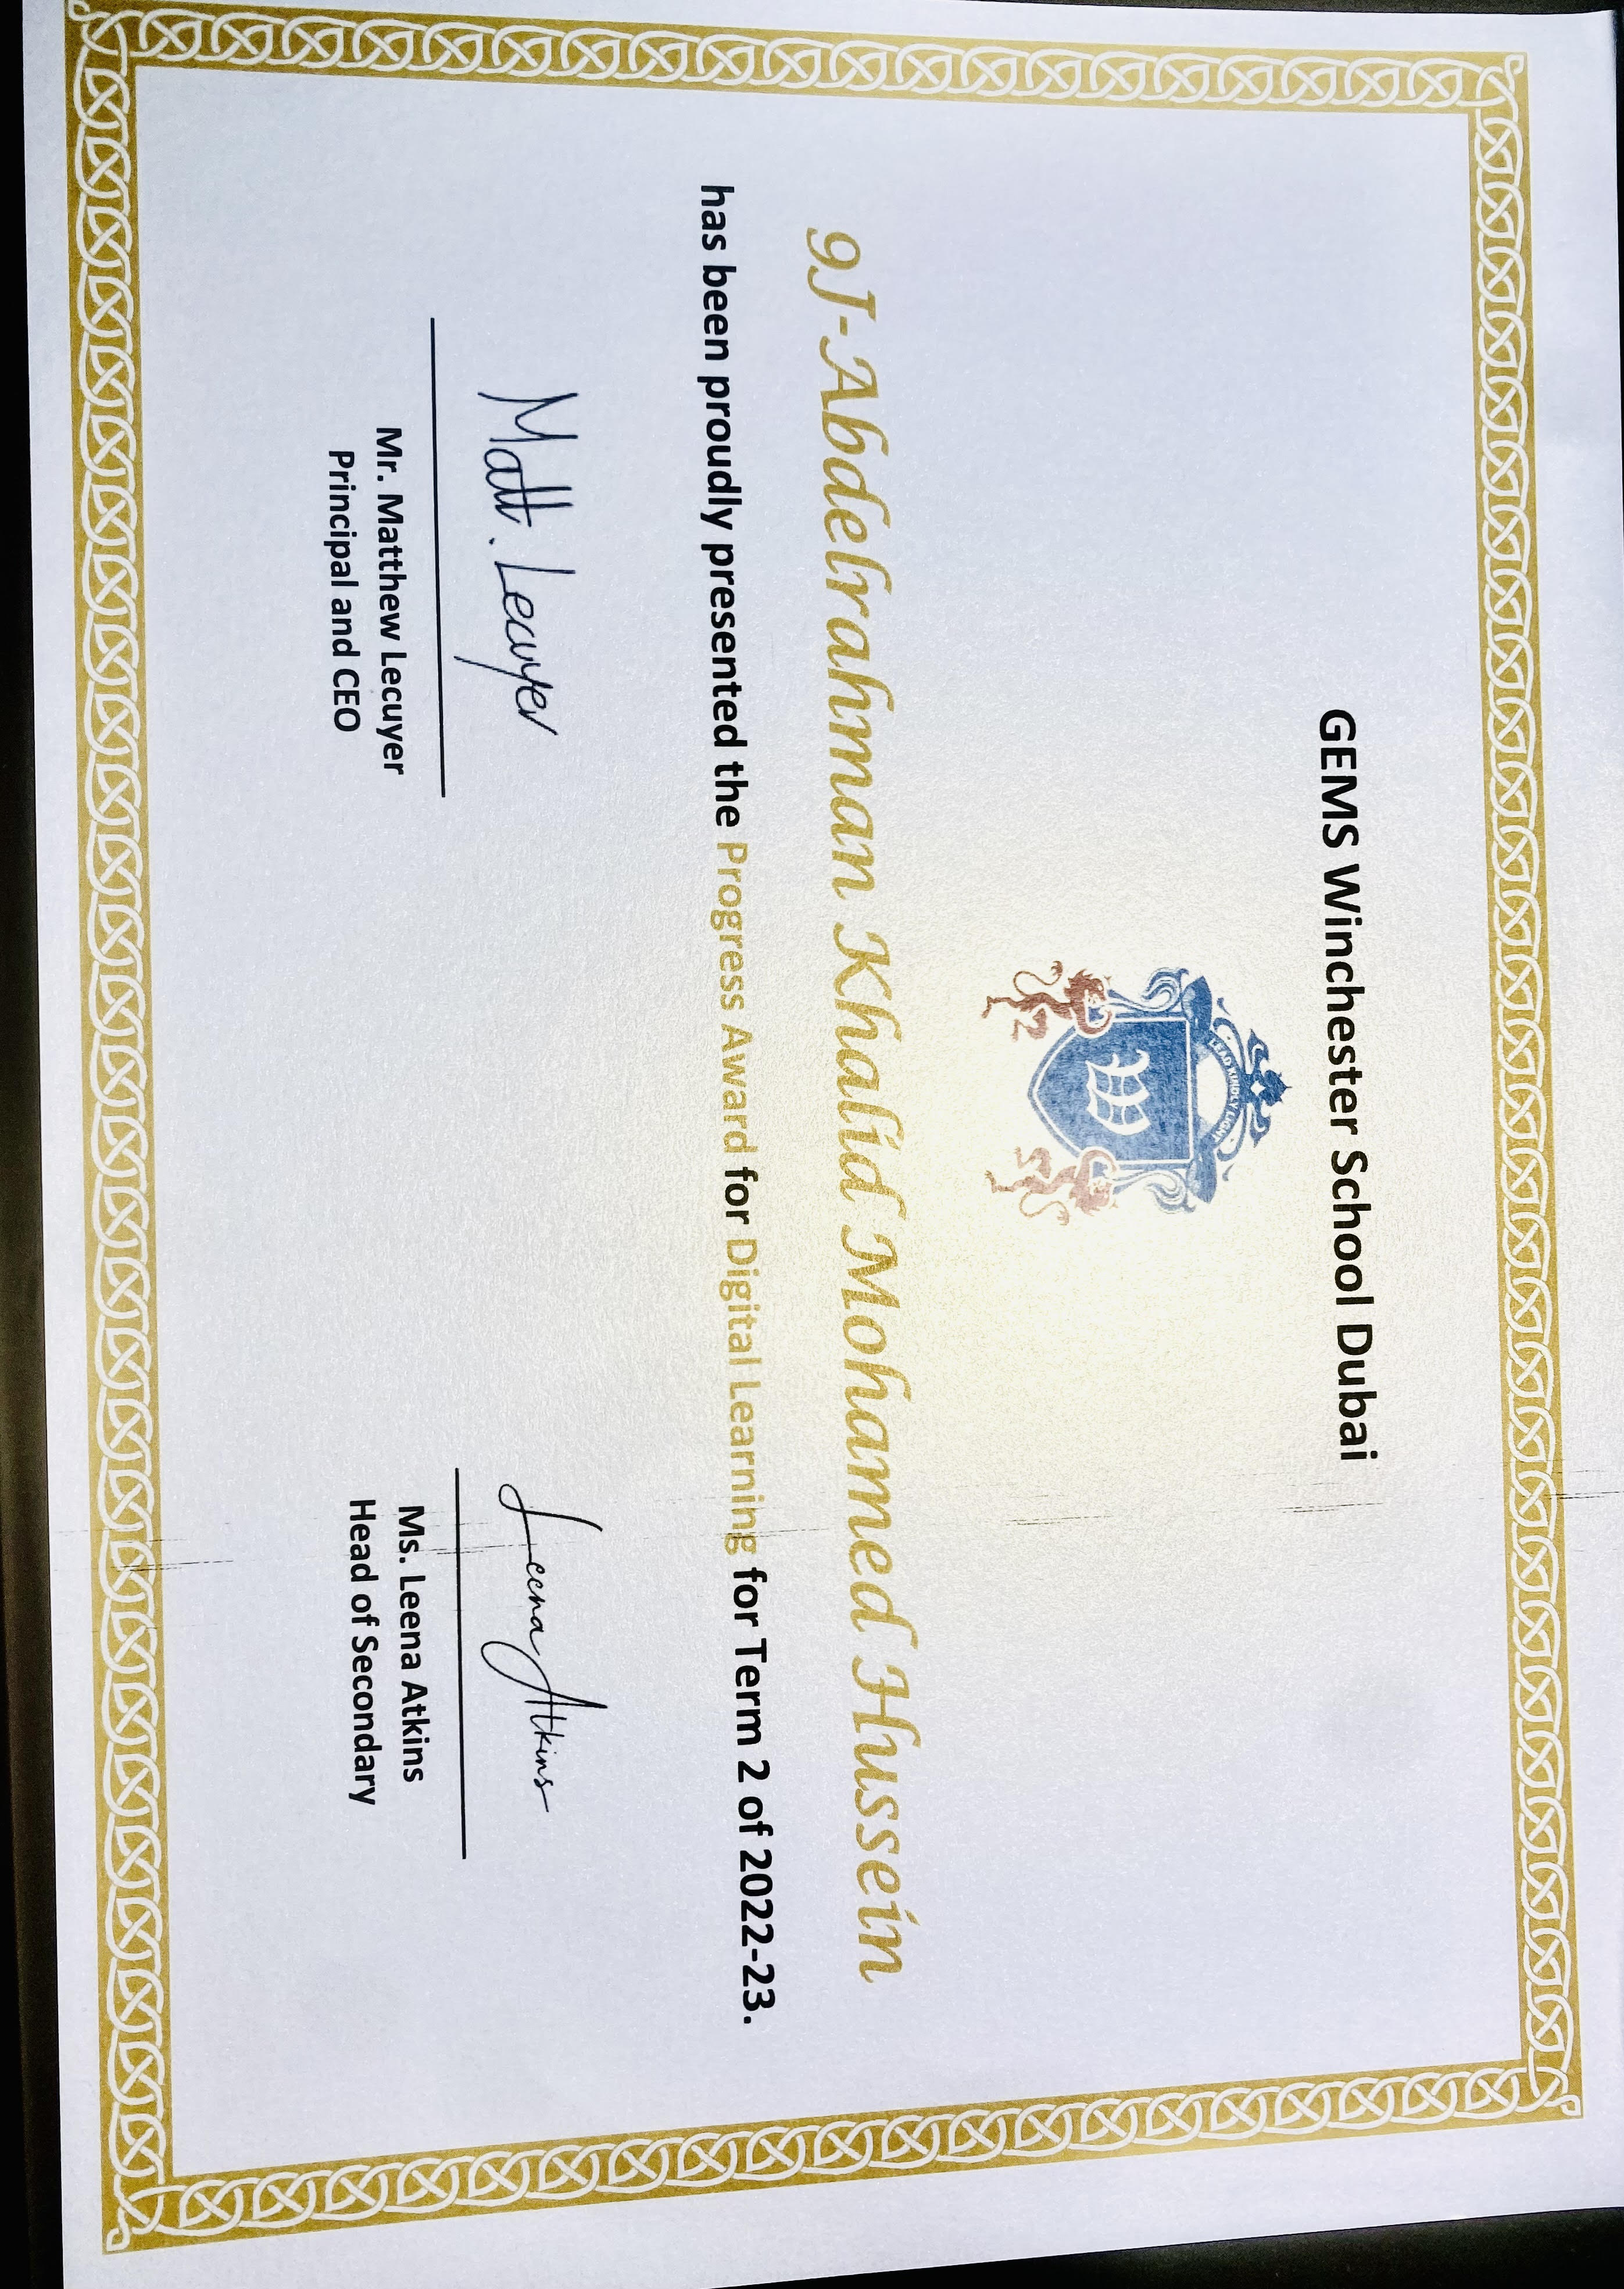 GEMS Winchester School Dubai
LEAD KINDLY LIGHT
W
9J-Abdelrahman Khalid Mohamed Hussein
has been proudly presented the Progress Award for Digital Learning for Term 2 of 2022-23.
Matt. Lecuyer
Leena Atkins
Mr. Matthew Lecuyer
Principal and CEO
Ms. Leena Atkins
Head of Secondary